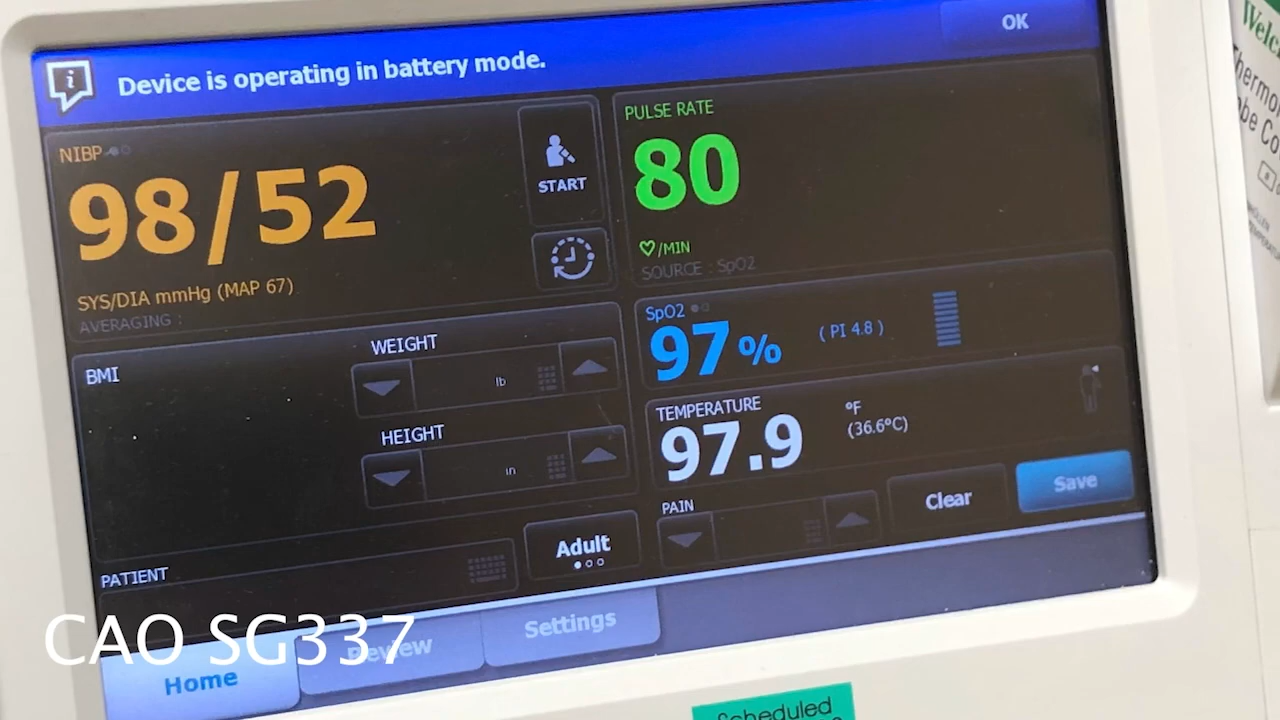 Device is operating in battery mode.
OK
NIBP
98/52
SYS/DIA mmHg (MAP 67)
AVERAGING :
START
PULSE RATE
80
/MIN
SOURCE : SpO2
SpO2
97%
( PI 4.8 )
BMI
WEIGHT
lb
HEIGHT
in
TEMPERATURE
97.9
°F
(36.6°C)
PAIN
Clear
Save
PATIENT
Adult
CAO SG337
Home
Review
Settings
Scheduled